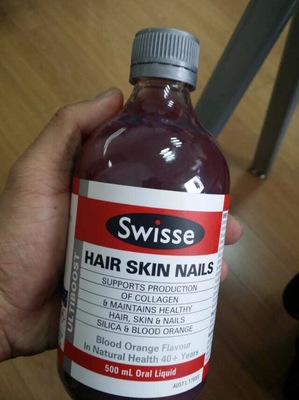 Swisse
HAIR SKIN NAILS
SUPPORTS PRODUCTION
OF COLLAGEN
& MAINTAINS HEALTHY
HAIR, SKIN & NAILS
SILICA & BLOOD ORANGE
Blood Orange Flavour
In Natural Health 40+ Years
500 mL Oral Liquid
ULTIBOOST